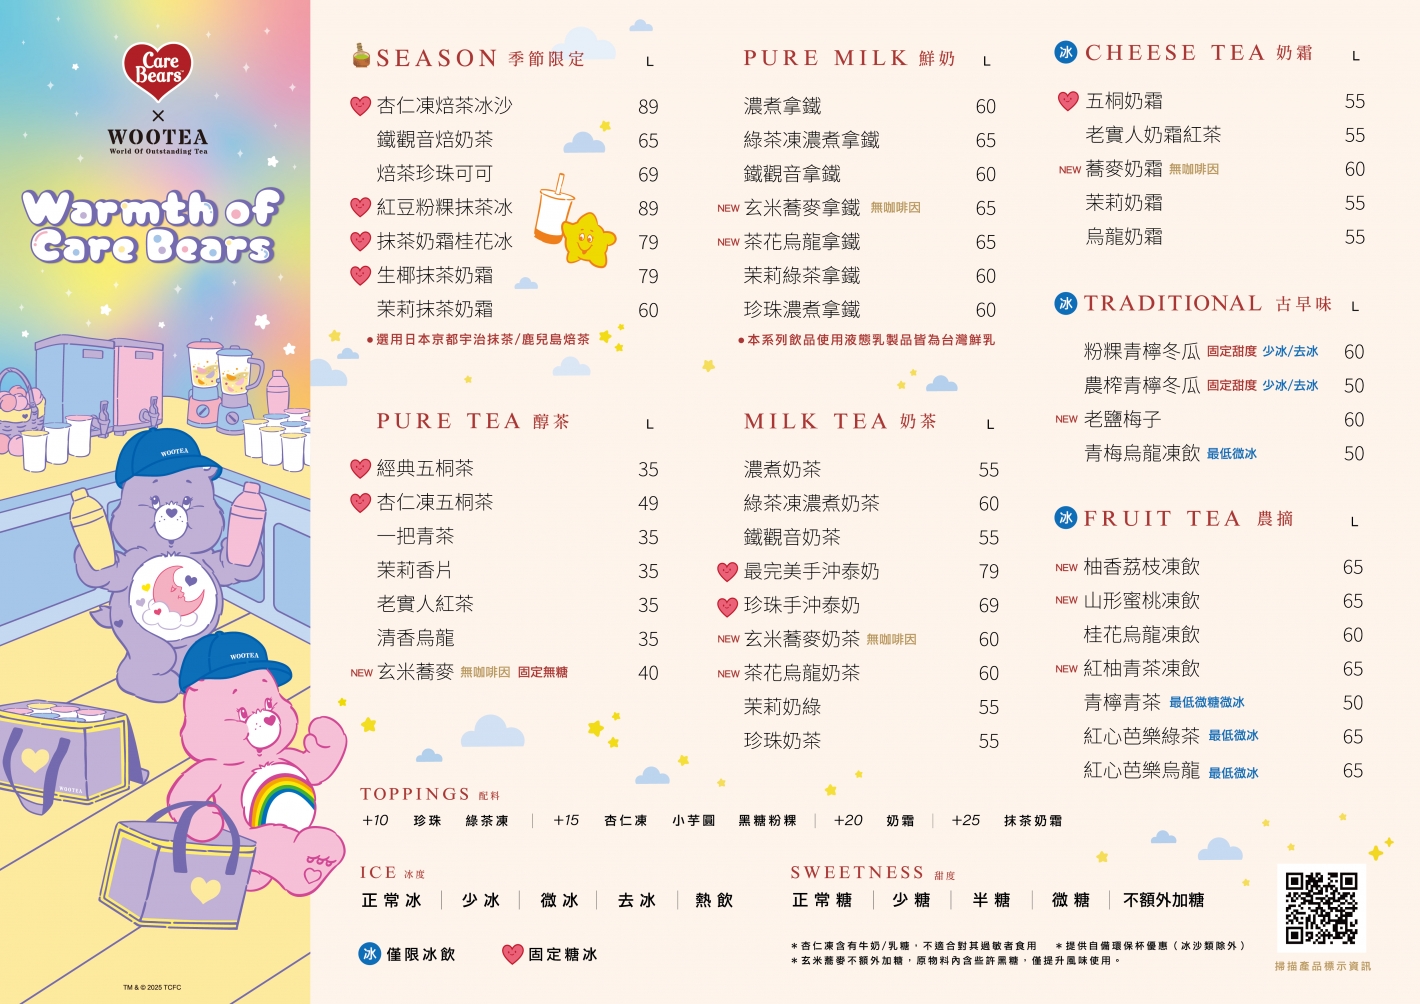 Care Bears™
×
WOOTEA
World Of Outstanding Tea
Warmth of
Care Bears
WOOTEA
WOOTEA
WOOTEA
TM & © 2025 TCFC
SEASON 季節限定 L
杏仁凍焙茶冰沙 89
鐵觀音焙奶茶 65
焙茶珍珠可可 69
紅豆粉粿抹茶冰 89
抹茶奶霜桂花冰 79
生椰抹茶奶霜 79
茉莉抹茶奶霜 60
●選用日本京都宇治抹茶/鹿兒島焙茶
PURE TEA 醇茶 L
經典五桐茶 35
杏仁凍五桐茶 49
一把青茶 35
茉莉香片 35
老實人紅茶 35
清香烏龍 35
NEW 玄米蕎麥 無咖啡因 固定無糖 40
PURE MILK 鮮奶 L
濃煮拿鐵 60
綠茶凍濃煮拿鐵 65
鐵觀音拿鐵 60
NEW 玄米蕎麥拿鐵 無咖啡因 65
NEW 茶花烏龍拿鐵 65
茉莉綠茶拿鐵 60
珍珠濃煮拿鐵 60
●本系列飲品使用液態乳製品皆為台灣鮮乳
MILK TEA 奶茶 L
濃煮奶茶 55
綠茶凍濃煮奶茶 60
鐵觀音奶茶 55
最完美手沖泰奶 79
珍珠手沖泰奶 69
NEW 玄米蕎麥奶茶 無咖啡因 60
NEW 茶花烏龍奶茶 60
茉莉奶綠 55
珍珠奶茶 55
冰 CHEESE TEA 奶霜 L
五桐奶霜 55
老實人奶霜紅茶 55
NEW 蕎麥奶霜 無咖啡因 60
茉莉奶霜 55
烏龍奶霜 55
冰 TRADITIONAL 古早味 L
粉粿青檸冬瓜 固定甜度 少冰/去冰 60
農榨青檸冬瓜 固定甜度 少冰/去冰 50
NEW 老鹽梅子 60
青梅烏龍凍飲 最低微冰 50
冰 FRUIT TEA 農摘 L
NEW 柚香荔枝凍飲 65
NEW 山形蜜桃凍飲 65
桂花烏龍凍飲 60
NEW 紅柚青茶凍飲 65
青檸青茶 最低微糖微冰 50
紅心芭樂綠茶 最低微冰 65
紅心芭樂烏龍 最低微冰 65
TOPPINGS 配料
+10 珍珠 綠茶凍 | +15 杏仁凍 小芋圓 黑糖粉粿 | +20 奶霜 | +25 抹茶奶霜
ICE 冰度
正常冰 | 少冰 | 微冰 | 去冰 | 熱飲
SWEETNESS 甜度
正常糖 | 少糖 | 半糖 | 微糖 | 不額外加糖
冰 僅限冰飲 固定糖冰
＊杏仁凍含有牛奶/乳糖，不適合對其過敏者食用 ＊提供自備環保杯優惠（冰沙類除外）
＊玄米蕎麥不額外加糖，原物料內含些許黑糖，僅提升風味使用。
掃描產品標示資訊